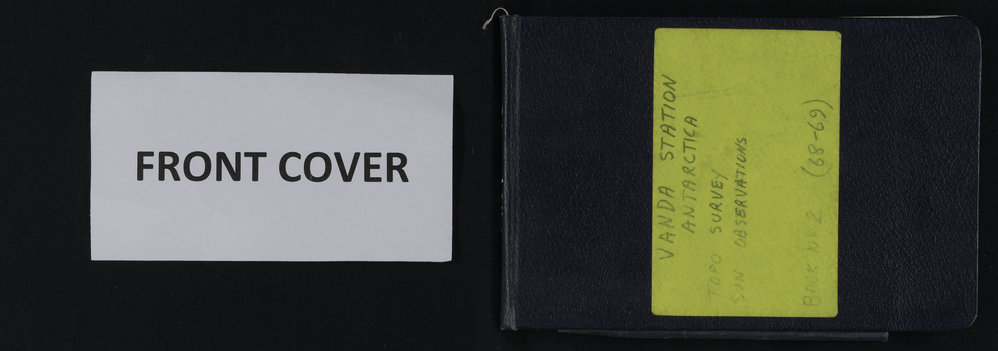 FRONT COVER
VANDA STATION
ANTARCTICA
TOPO SURVEY
SUN OBSERVATIONS
BOOK Nº 2 (68-69)